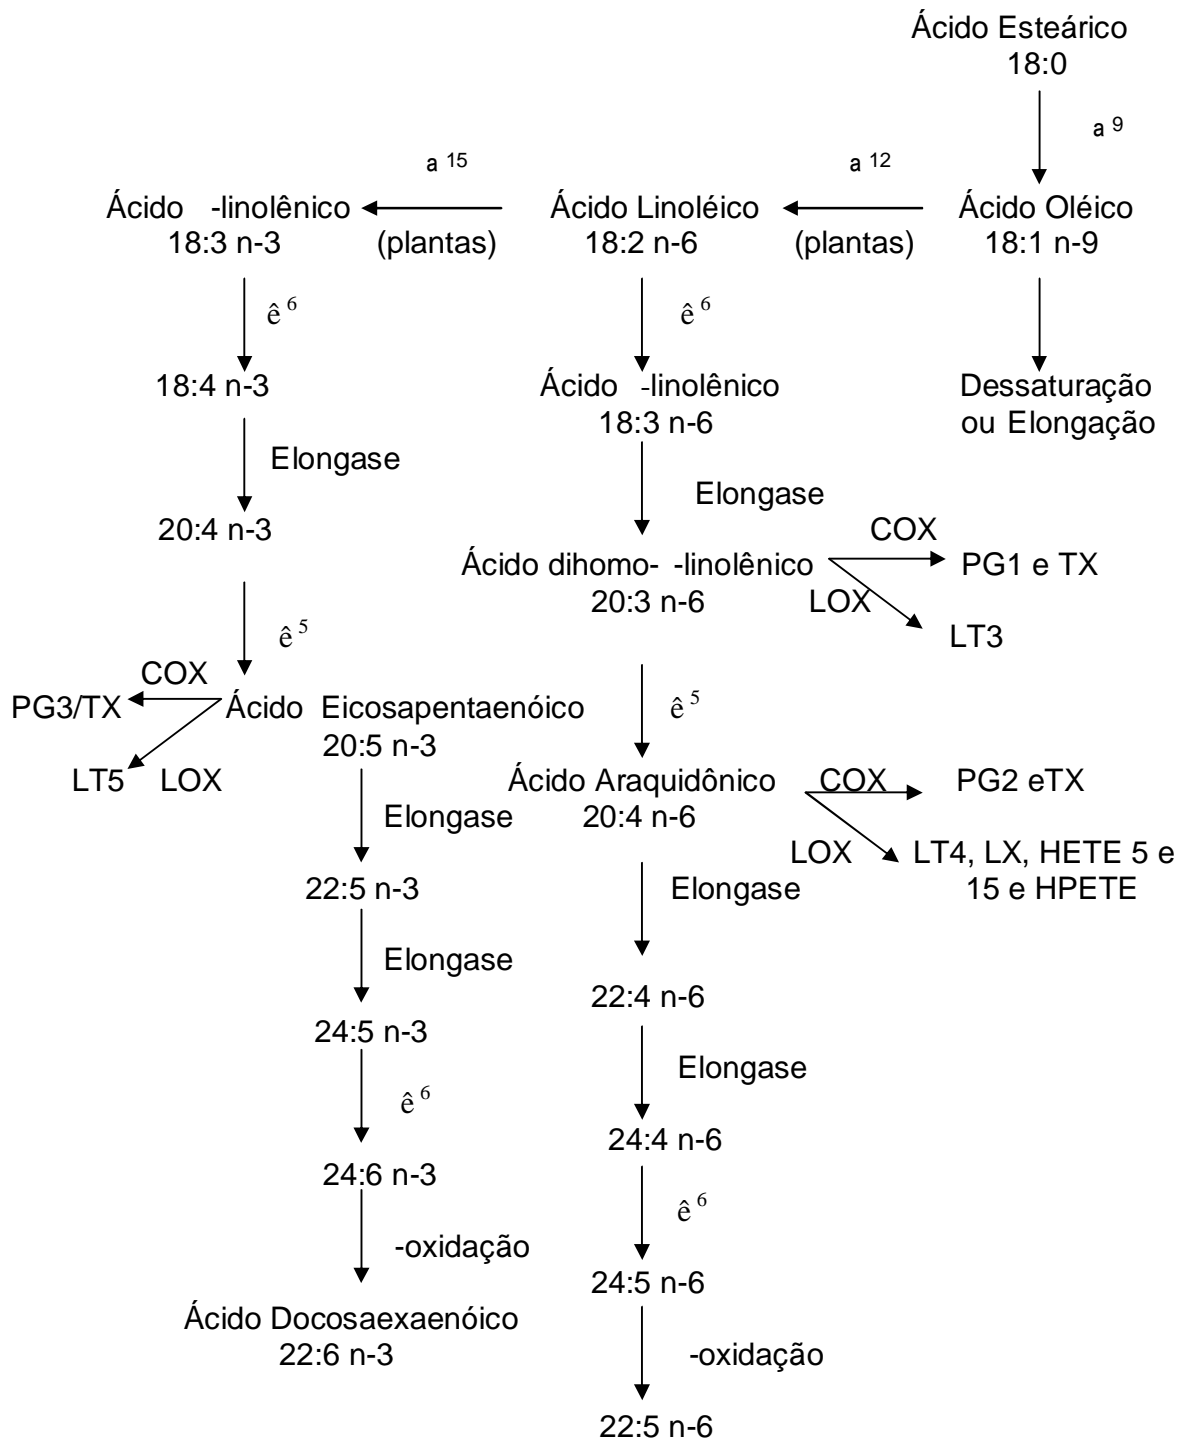 Ácido Esteárico
18:0
a 9
a 15
a 12
Ácido -linolênico
18:3 n-3
(plantas)
Ácido Linoléico
18:2 n-6
(plantas)
Ácido Oléico
18:1 n-9
ê 6
ê 6
18:4 n-3
Ácido -linolênico
18:3 n-6
Dessaturação
ou Elongação
Elongase
Elongase
20:4 n-3
Ácido dihomo- -linolênico
20:3 n-6
COX
PG1 e TX
LOX
LT3
ê 5
ê 5
COX
PG3/TX
Ácido Eicosapentaenóico
20:5 n-3
LT5 LOX
Ácido Araquidônico
20:4 n-6
COX
PG2 eTX
LOX
LT4, LX, HETE 5 e
15 e HPETE
Elongase
Elongase
22:5 n-3
Elongase
22:4 n-6
24:5 n-3
Elongase
ê 6
24:4 n-6
24:6 n-3
ê 6
-oxidação
24:5 n-6
Ácido Docosaexaenóico
22:6 n-3
-oxidação
22:5 n-6